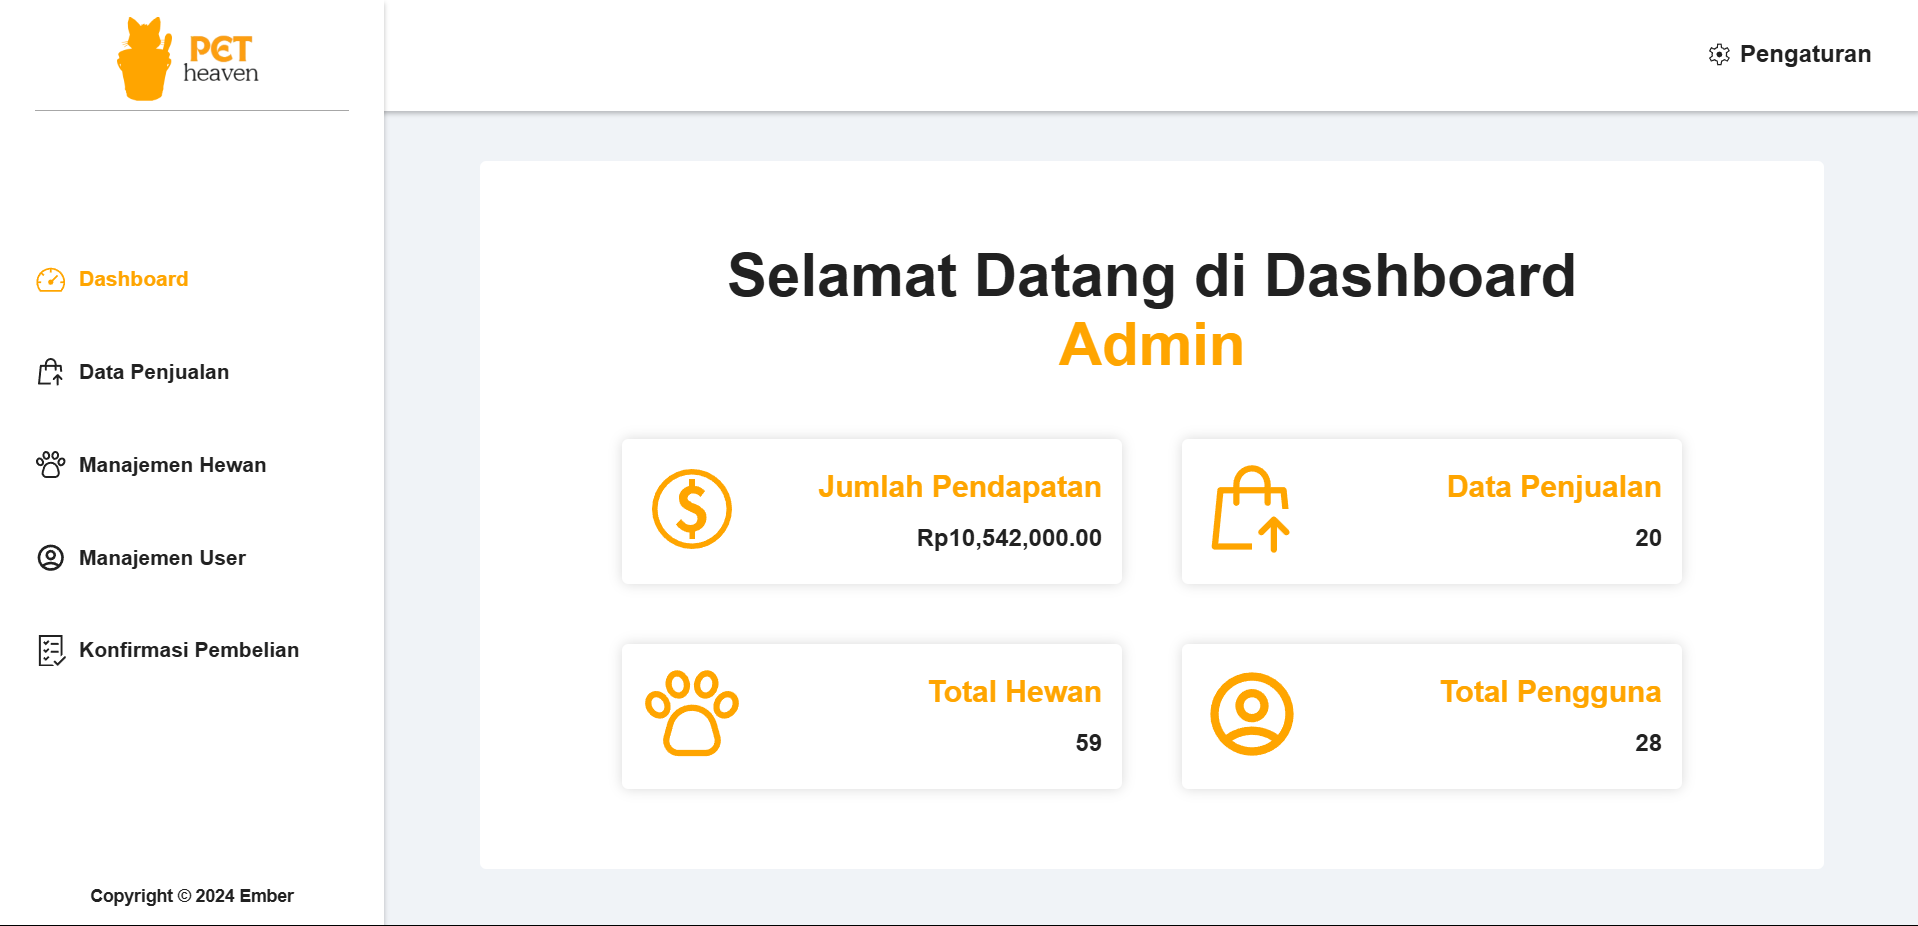 PET
heaven
Pengaturan
Dashboard
Data Penjualan
Manajemen Hewan
Manajemen User
Konfirmasi Pembelian
Copyright © 2024 Ember
Selamat Datang di Dashboard
Admin
Jumlah Pendapatan
Rp10,542,000.00
Data Penjualan
20
Total Hewan
59
Total Pengguna
28